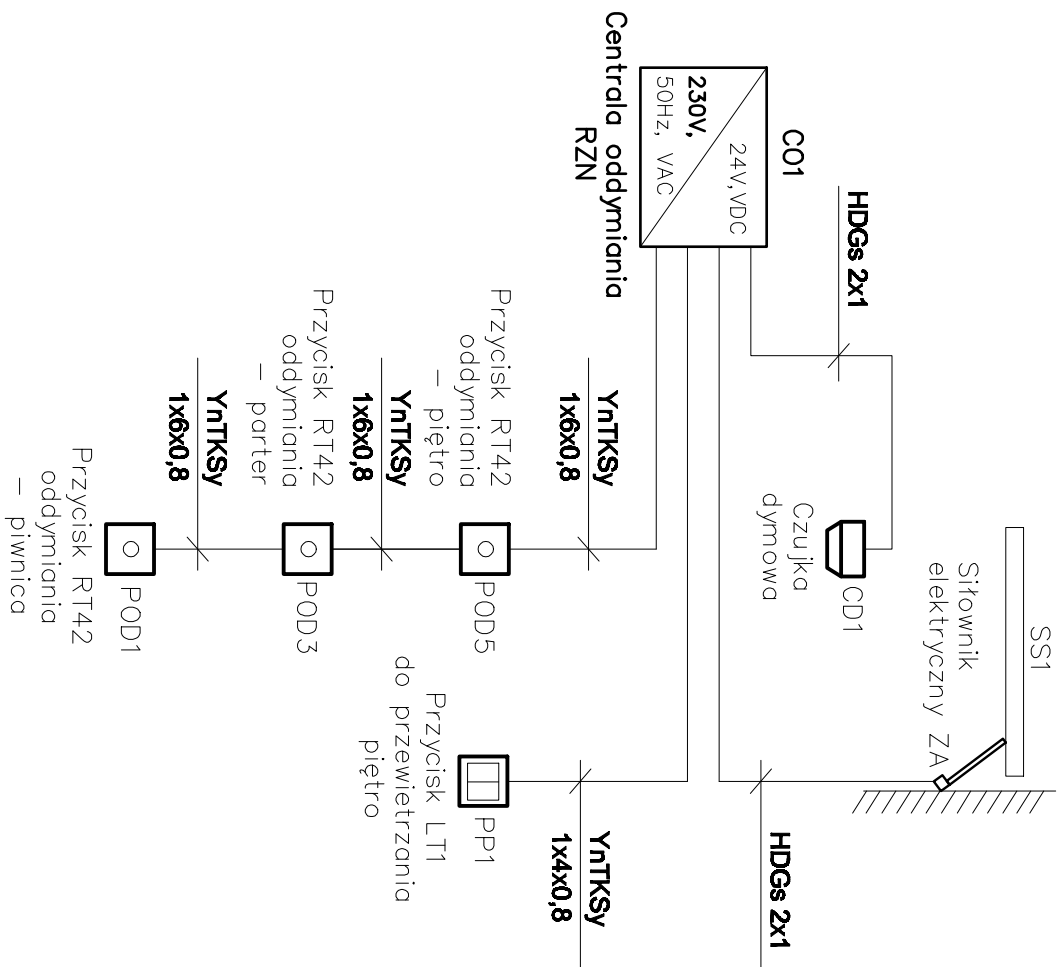 SS1
Siłownik
elektryczny ZA
CD1
Czujka
dymowa
HDGs 2x1
HDGs 2x1
CO1
24V,VDC
230V,
50Hz, VAC
Centrala oddymiania
RZN
YnTKSy
1x6x0,8
YnTKSy
1x4x0,8
POD5
Przycisk RT42
oddymiania
– piętro
PP1
Przycisk LT1
do przewietrzania
piętro
YnTKSy
1x6x0,8
POD3
Przycisk RT42
oddymiania
– parter
YnTKSy
1x6x0,8
POD1
Przycisk RT42
oddymiania
– piwnica